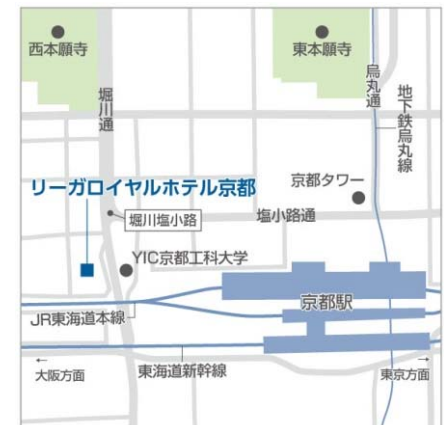 西本願寺
東本願寺
堀川通
烏丸通
地下鉄烏丸線
リーガロイヤルホテル京都
京都タワー
堀川塩小路
塩小路通
YIC京都工科大学
京都駅
JR東海道本線
←
大阪方面
東海道新幹線
→
東京方面